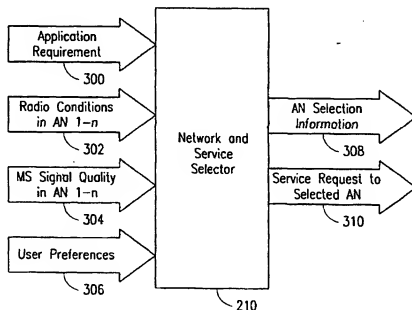 Application
Requirement
300
Radio Conditions
in AN 1-n
302
MS Signal Quality
in AN 1-n
304
User Preferences
306
Network and
Service
Selector
210
AN Selection
Information
308
Service Request to
Selected AN
310